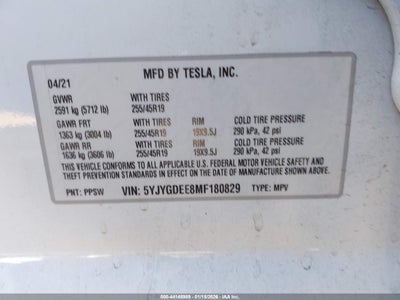 MFD BY TESLA, INC.
04/21
GVWR WITH TIRES
2591 kg (5712 lb) 255/45R19
GAWR FRT WITH TIRES RIM COLD TIRE PRESSURE
1363 kg (3004 lb) 255/45R19 19X9.5J 290 kPa, 42 psi
GAWR RR WITH TIRES RIM COLD TIRE PRESSURE
1636 kg (3606 lb) 255/45R19 19X9.5J 290 kPa, 42 psi
THIS VEHICLE CONFORMS TO ALL APPLICABLE U.S. FEDERAL MOTOR VEHICLE SAFETY AND
THEFT PREVENTION STANDARDS IN EFFECT ON THE DATE OF MANUFACTURE SHOWN ABOVE.
PNT: PPSW VIN: 5YJYGDEE8MF180829 TYPE: MPV